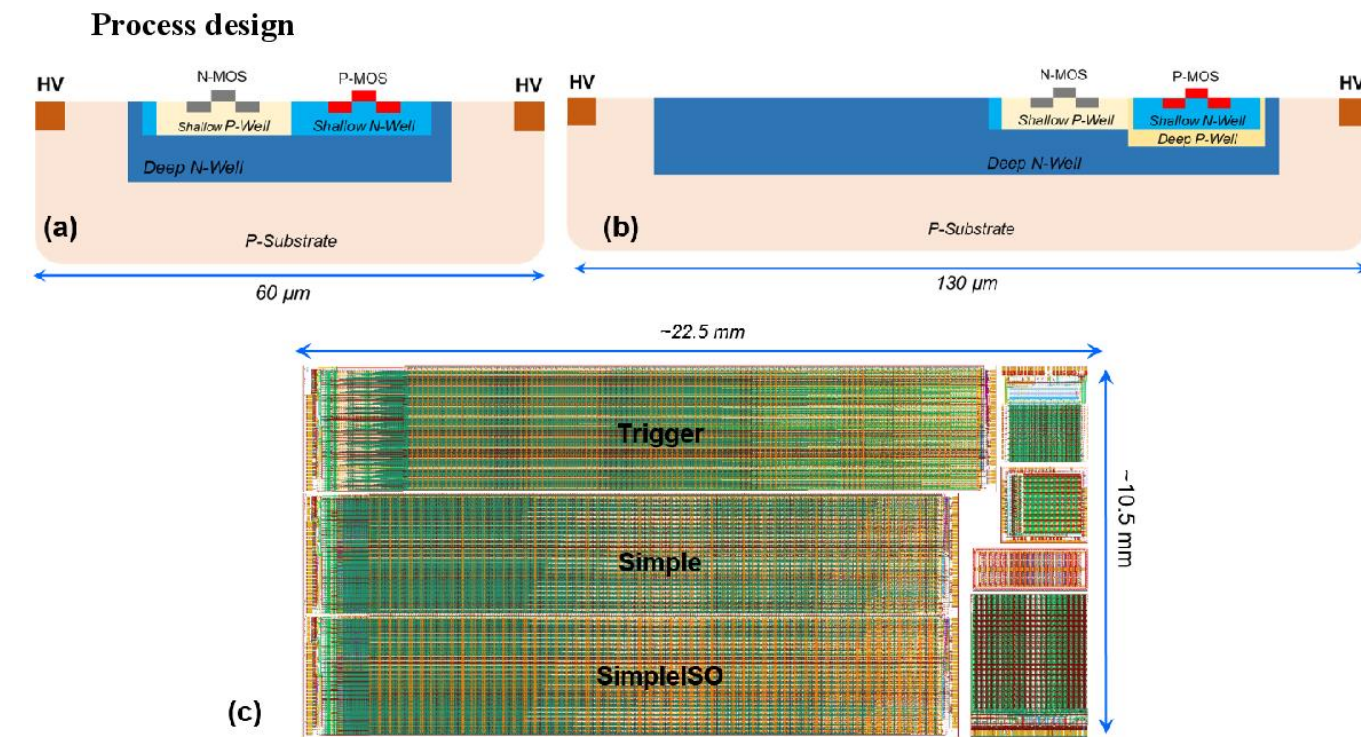 Process design
HV N-MOS P-MOS HV
Shallow P-Well Shallow N-Well
Deep N-Well
(a)
P-Substrate
60 µm
HV N-MOS P-MOS HV
Shallow P-Well Shallow N-Well
Deep P-Well
Deep N-Well
(b)
P-Substrate
130 µm
~22.5 mm
Trigger
Simple
SimpleISO
~10.5 mm
(c)